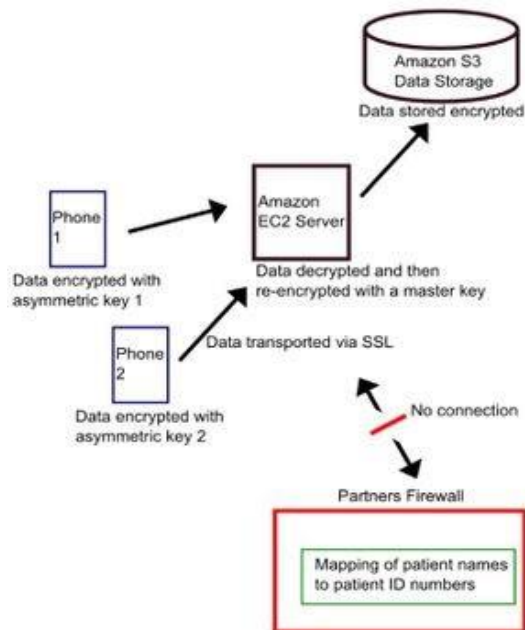 Amazon S3
Data Storage
Data stored encrypted
Amazon
EC2 Server
Phone
1
Data encrypted with
asymmetric key 1
Data decrypted and then
re-encrypted with a master key
Data transported via SSL
Phone
2
Data encrypted with
asymmetric key 2
No connection
Partners Firewall
Mapping of patient names
to patient ID numbers